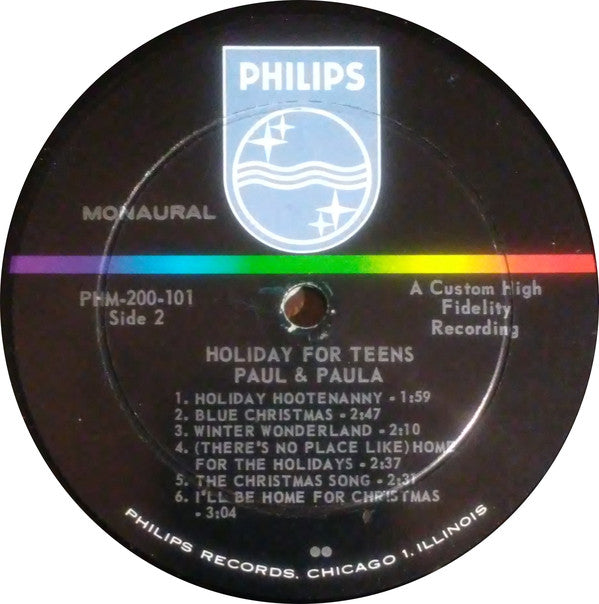 PHILIPS
MONAURAL
PHM-200-101
Side 2
A Custom High
Fidelity
Recording
HOLIDAY FOR TEENS
PAUL & PAULA
1. HOLIDAY HOOTENANNY - 1:59
2. BLUE CHRISTMAS - 2:47
3. WINTER WONDERLAND - 2:10
4. (THERE'S NO PLACE LIKE) HOME
FOR THE HOLIDAYS - 2:37
5. THE CHRISTMAS SONG - 2:31
6. I'LL BE HOME FOR CHRISTMAS
- 3:04
PHILIPS RECORDS, CHICAGO 1, ILLINOIS